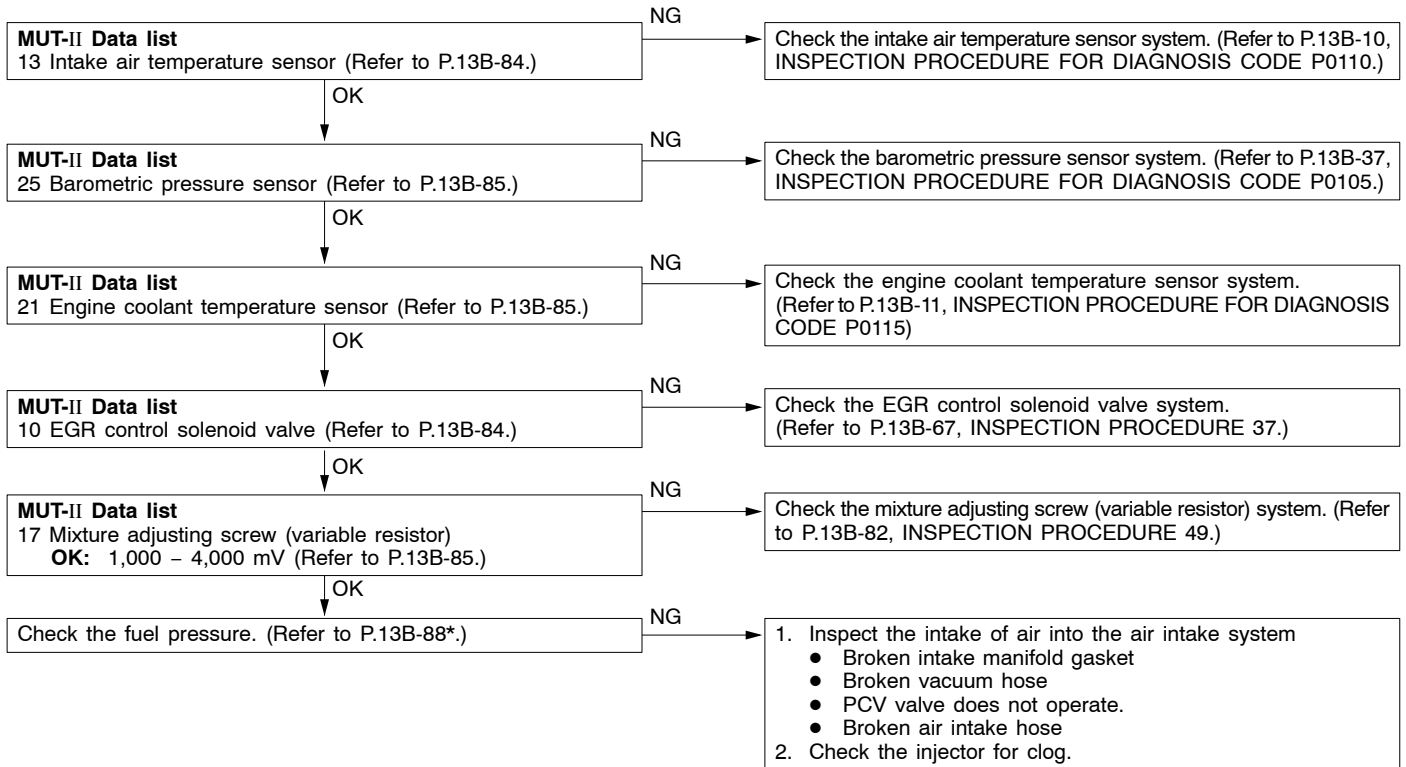 MUT-II Data list
13 Intake air temperature sensor (Refer to P.13B-84.)
NG
Check the intake air temperature sensor system. (Refer to P.13B-10,
INSPECTION PROCEDURE FOR DIAGNOSIS CODE P0110.)
OK
MUT-II Data list
25 Barometric pressure sensor (Refer to P.13B-85.)
NG
Check the barometric pressure sensor system. (Refer to P.13B-37,
INSPECTION PROCEDURE FOR DIAGNOSIS CODE P0105.)
OK
MUT-II Data list
21 Engine coolant temperature sensor (Refer to P.13B-85.)
NG
Check the engine coolant temperature sensor system.
(Refer to P.13B-11, INSPECTION PROCEDURE FOR DIAGNOSIS
CODE P0115)
OK
MUT-II Data list
10 EGR control solenoid valve (Refer to P.13B-84.)
NG
Check the EGR control solenoid valve system.
(Refer to P.13B-67, INSPECTION PROCEDURE 37.)
OK
MUT-II Data list
17 Mixture adjusting screw (variable resistor)
OK: 1,000 – 4,000 mV (Refer to P.13B-85.)
NG
Check the mixture adjusting screw (variable resistor) system. (Refer
to P.13B-82, INSPECTION PROCEDURE 49.)
OK
Check the fuel pressure. (Refer to P.13B-88*.)
NG
1. Inspect the intake of air into the air intake system
● Broken intake manifold gasket
● Broken vacuum hose
● PCV valve does not operate.
● Broken air intake hose
2. Check the injector for clog.